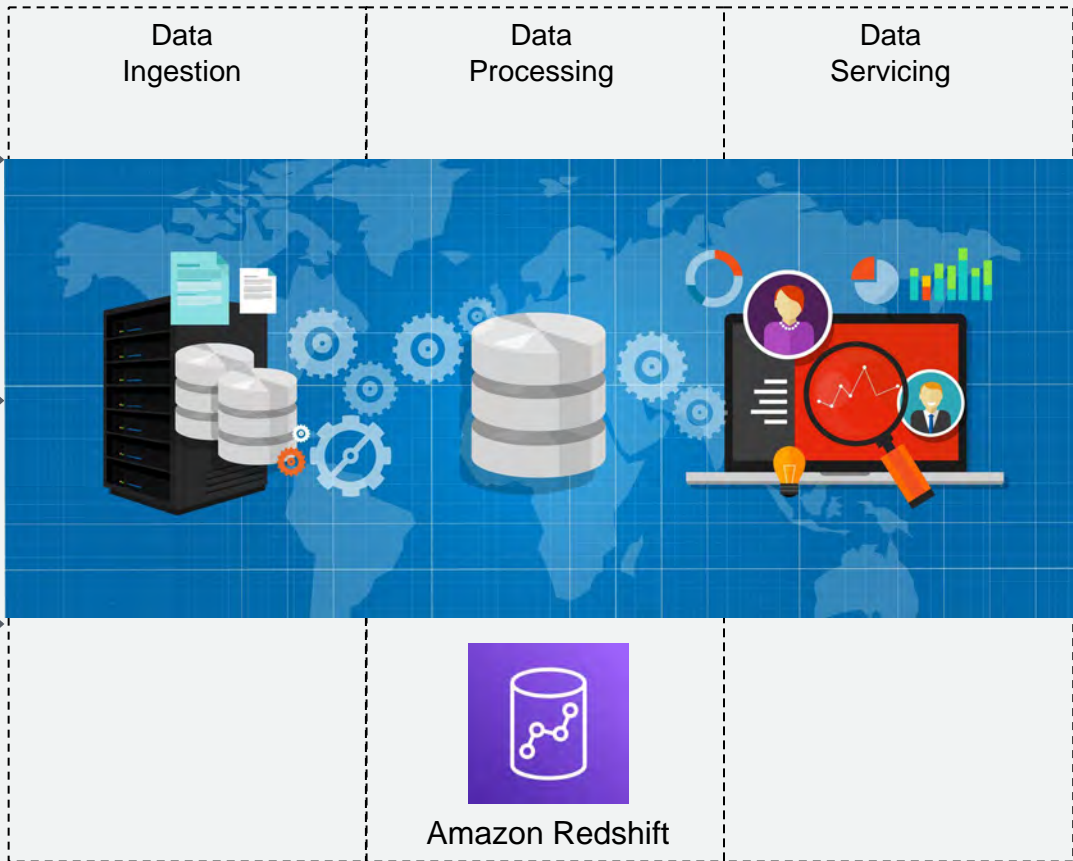 Data
Ingestion
Data
Processing
Data
Servicing
Amazon Redshift